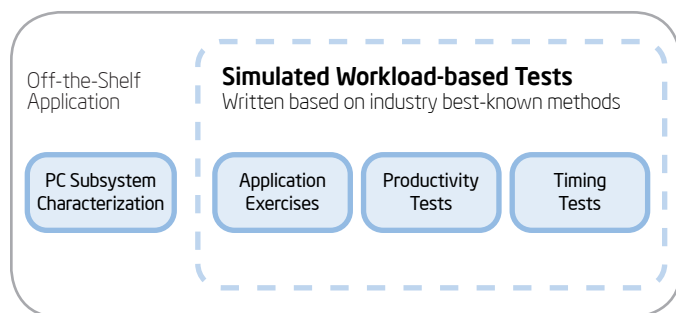 Off-the-Shelf
Application
Simulated Workload-based Tests
Written based on industry best-known methods
PC Subsystem
Characterization
Application
Exercises
Productivity
Tests
Timing
Tests